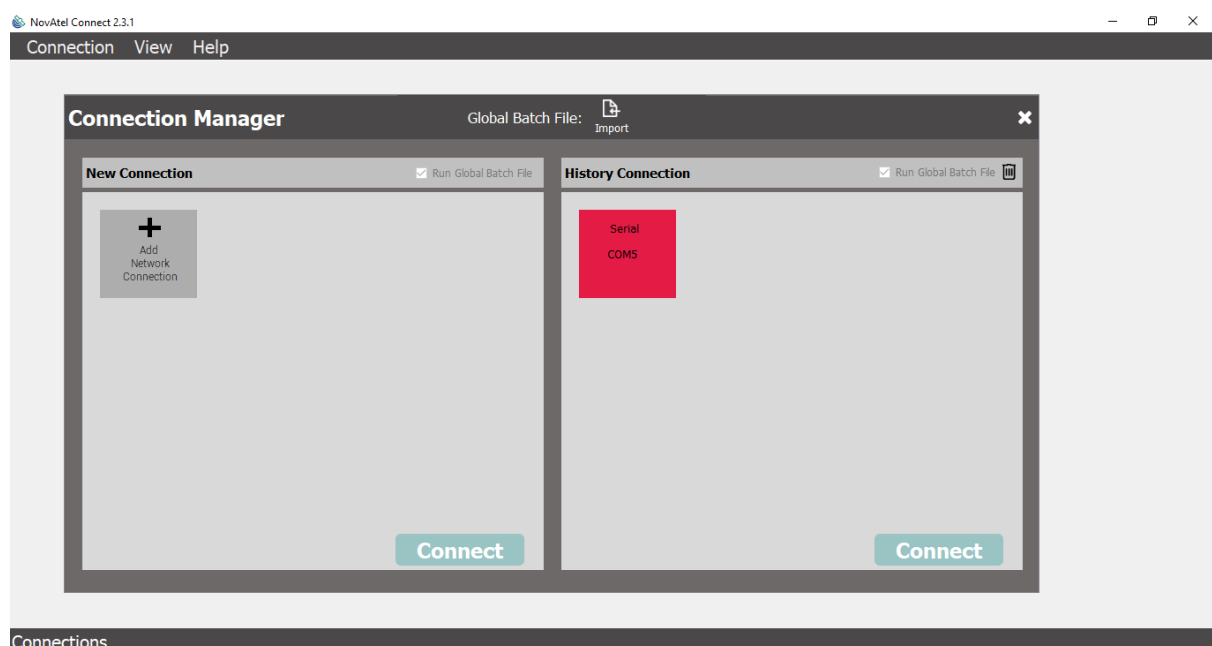 NovAtel Connect 2.3.1
Connection View Help
Connection Manager
Global Batch File:
Import
New Connection
Run Global Batch File
History Connection
Run Global Batch File
Add
Network
Connection
Serial
COM5
Connect
Connect
Connections